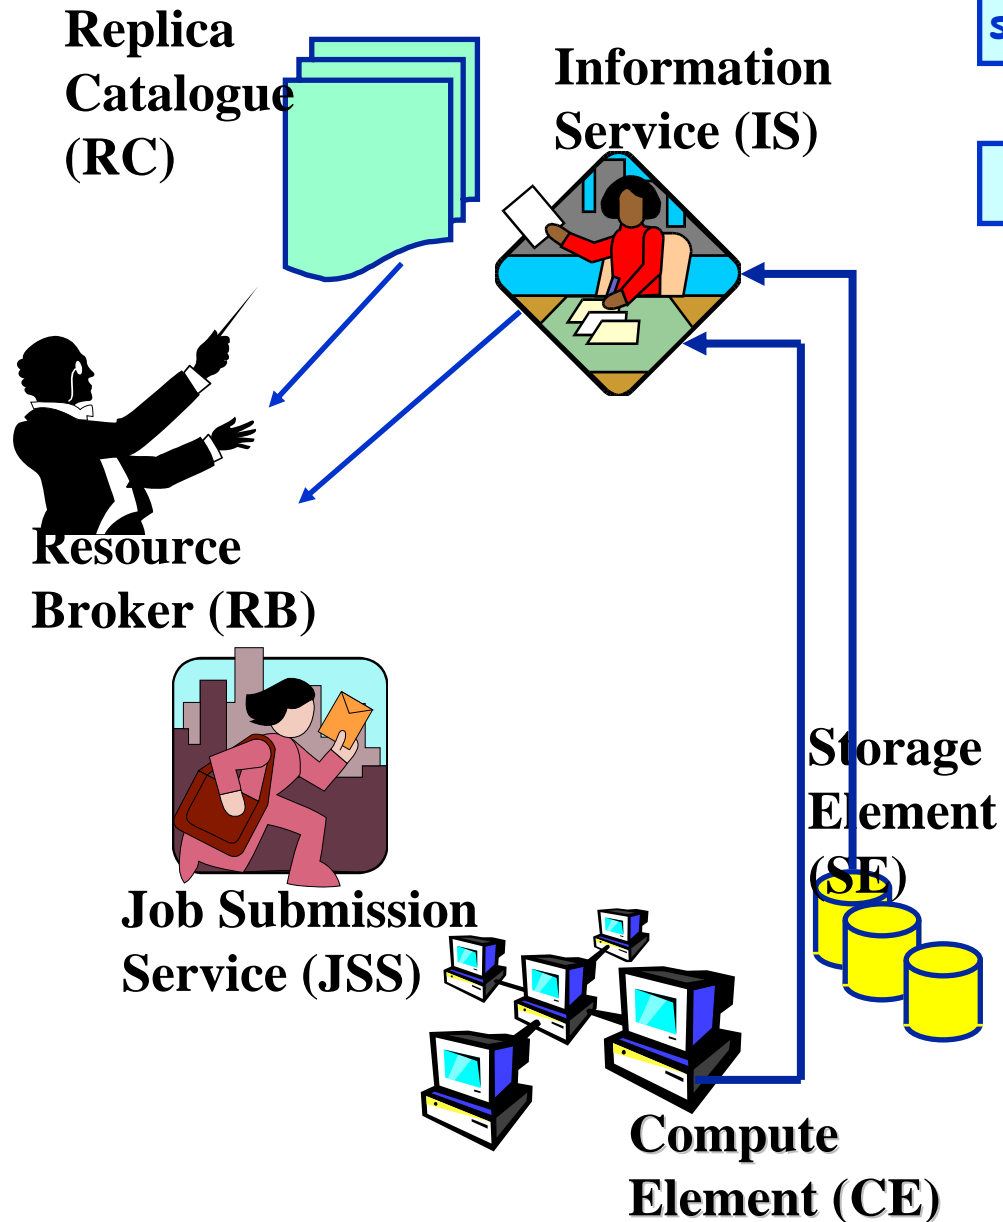 Replica
Catalogue
(RC)
Information
Service (IS)
Resource
Broker (RB)
Storage
Element
(SE)
Job Submission
Service (JSS)
Compute
Element (CE)